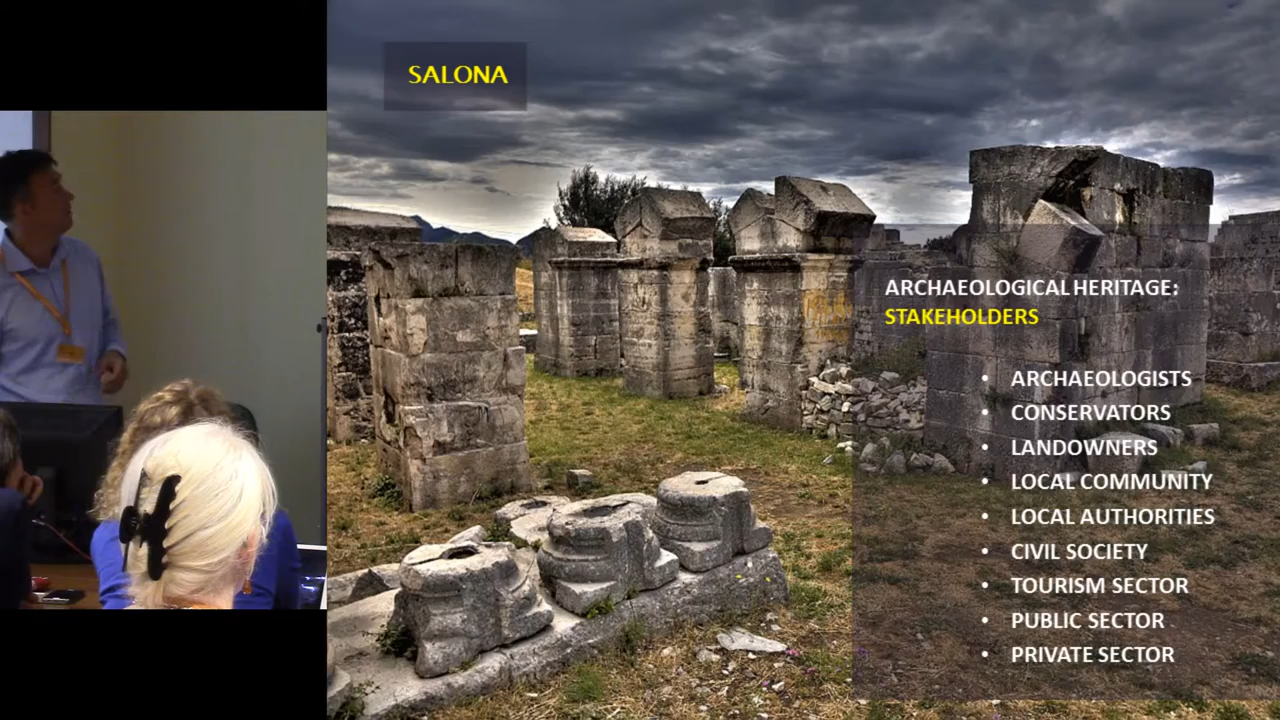 SALONA
ARCHAEOLOGICAL HERITAGE:
STAKEHOLDERS
• ARCHAEOLOGISTS
• CONSERVATORS
• LANDOWNERS
• LOCAL COMMUNITY
• LOCAL AUTHORITIES
• CIVIL SOCIETY
• TOURISM SECTOR
• PUBLIC SECTOR
• PRIVATE SECTOR